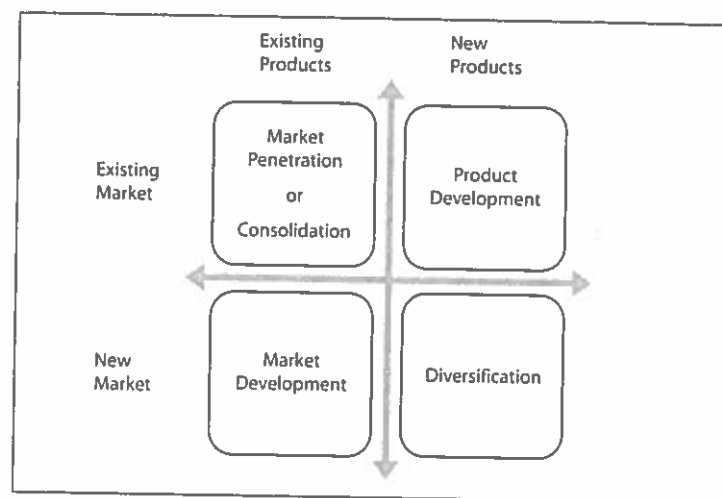 Existing
Products
New
Products
Existing
Market
Market
Penetration
or
Consolidation
Product
Development
New
Market
Market
Development
Diversification